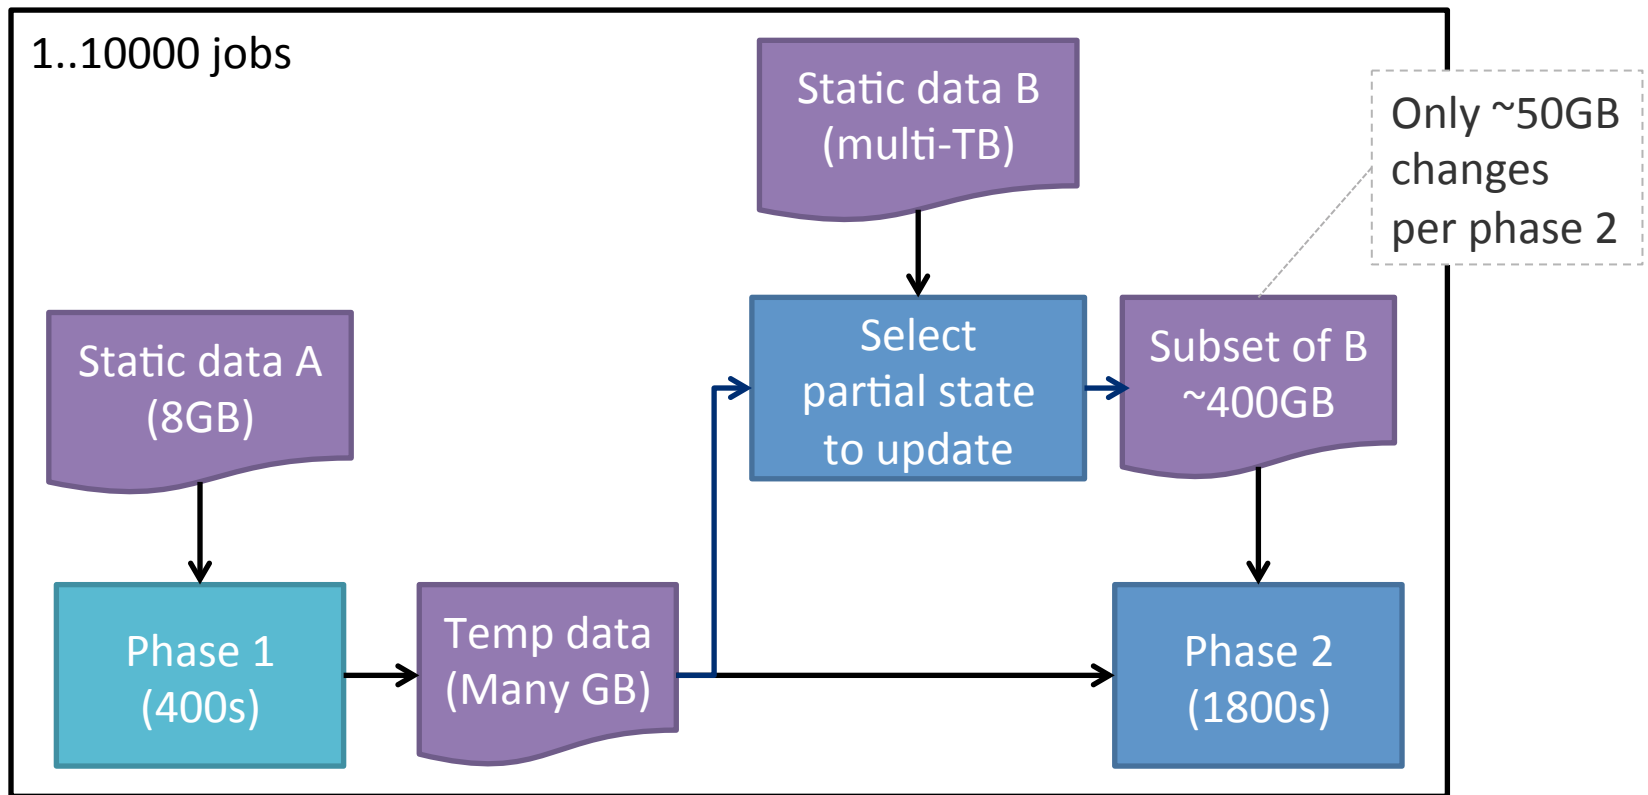 1..10000 jobs
Static data B
(multi-TB)
Only ~50GB
changes
per phase 2
Static data A
(8GB)
Select
partial state
to update
Subset of B
~400GB
Phase 1
(400s)
Temp data
(Many GB)
Phase 2
(1800s)